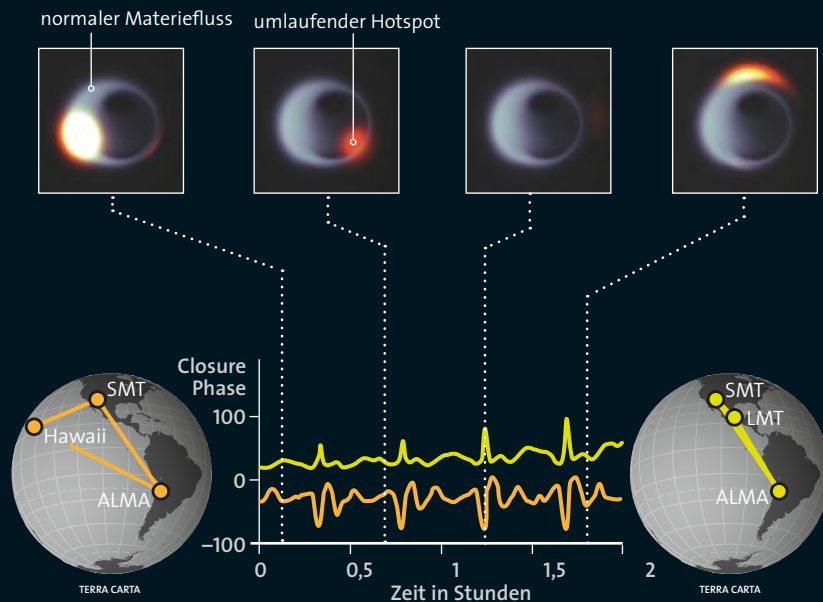 normaler Materiefluss
umlaufender Hotspot
Closure
Phase
100
0
–100
0
0,5
1
1,5
2
Zeit in Stunden
SMT
Hawaii
ALMA
TERRA CARTA
SMT
LMT
ALMA
TERRA CARTA